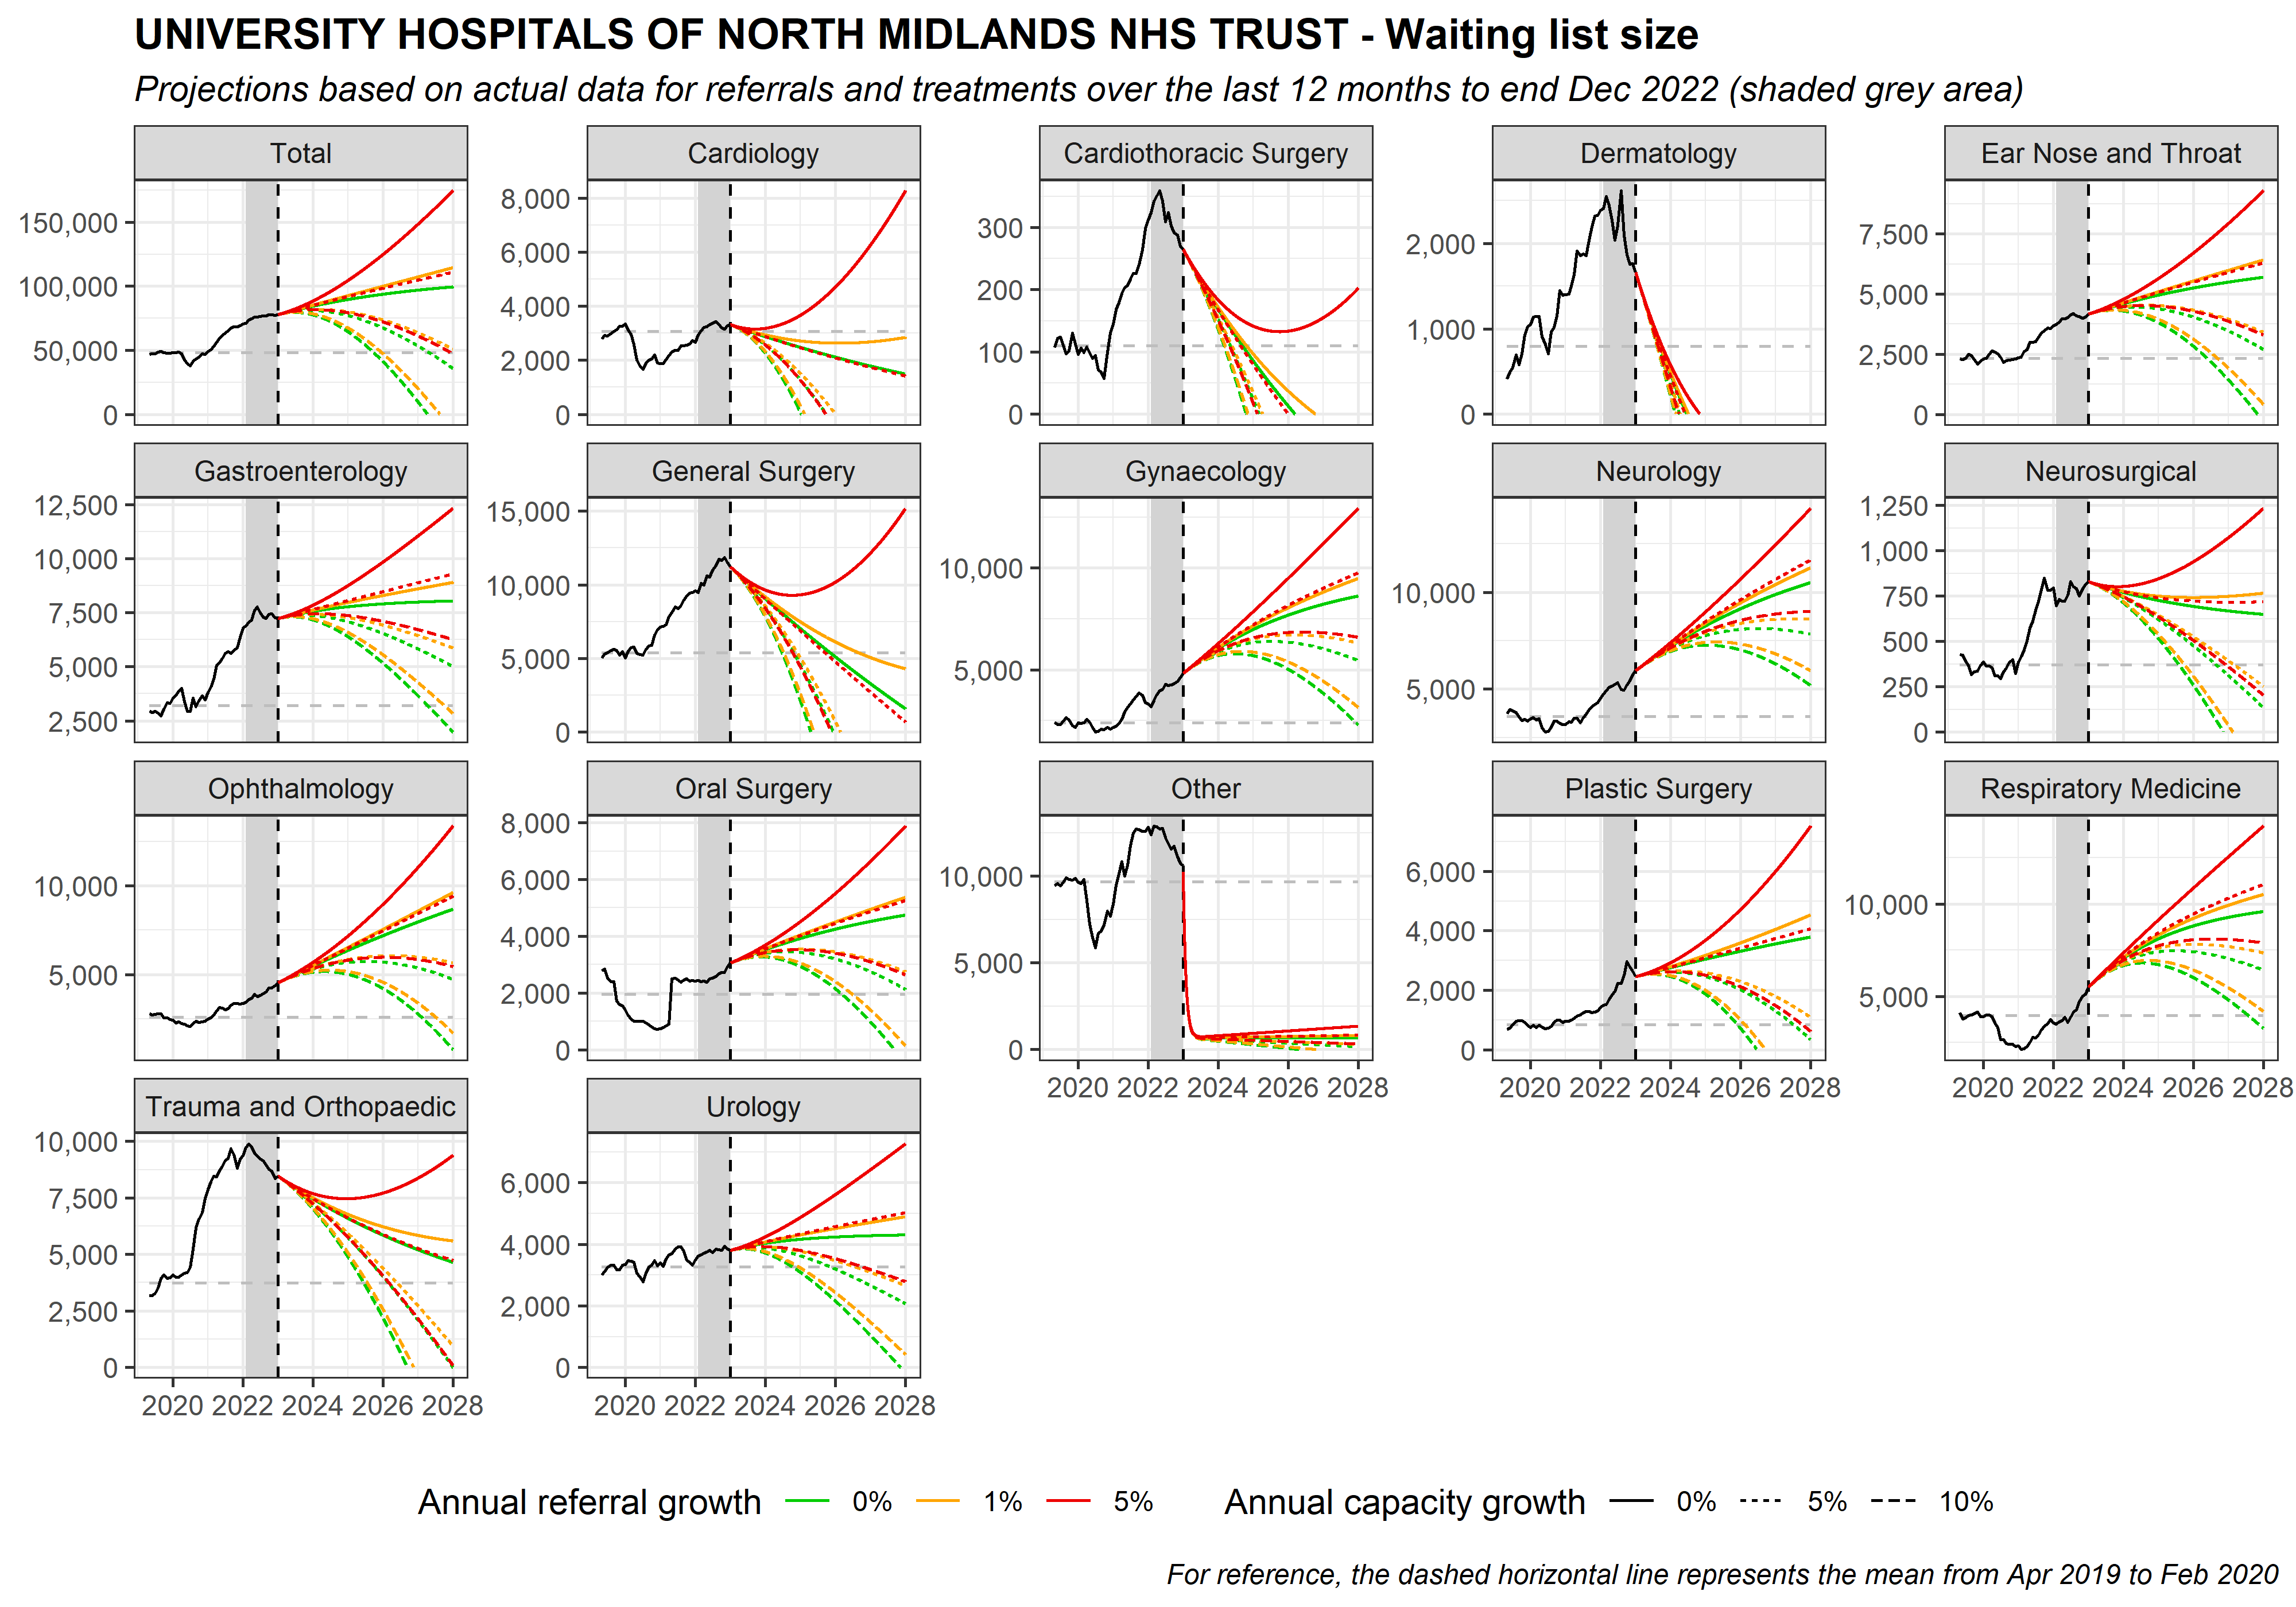 UNIVERSITY HOSPITALS OF NORTH MIDLANDS NHS TRUST - Waiting list size
Projections based on actual data for referrals and treatments over the last 12 months to end Dec 2022 (shaded grey area)
Total
150,000
100,000
50,000
0
Cardiology
8,000
6,000
4,000
2,000
0
Cardiothoracic Surgery
300
200
100
0
Dermatology
2,000
1,000
0
Ear Nose and Throat
7,500
5,000
2,500
0
Gastroenterology
12,500
10,000
7,500
5,000
2,500
General Surgery
15,000
10,000
5,000
0
Gynaecology
10,000
5,000
Neurology
10,000
5,000
Neurosurgical
1,250
1,000
750
500
250
0
Ophthalmology
10,000
5,000
Oral Surgery
8,000
6,000
4,000
2,000
0
Other
10,000
5,000
0
2020 2022 2024 2026 2028
Plastic Surgery
6,000
4,000
2,000
0
2020 2022 2024 2026 2028
Respiratory Medicine
10,000
5,000
2020 2022 2024 2026 2028
Trauma and Orthopaedic
10,000
7,500
5,000
2,500
0
2020 2022 2024 2026 2028
Urology
6,000
4,000
2,000
0
2020 2022 2024 2026 2028
Annual referral growth 0% 1% 5% Annual capacity growth 0% 5% 10%
For reference, the dashed horizontal line represents the mean from Apr 2019 to Feb 2020